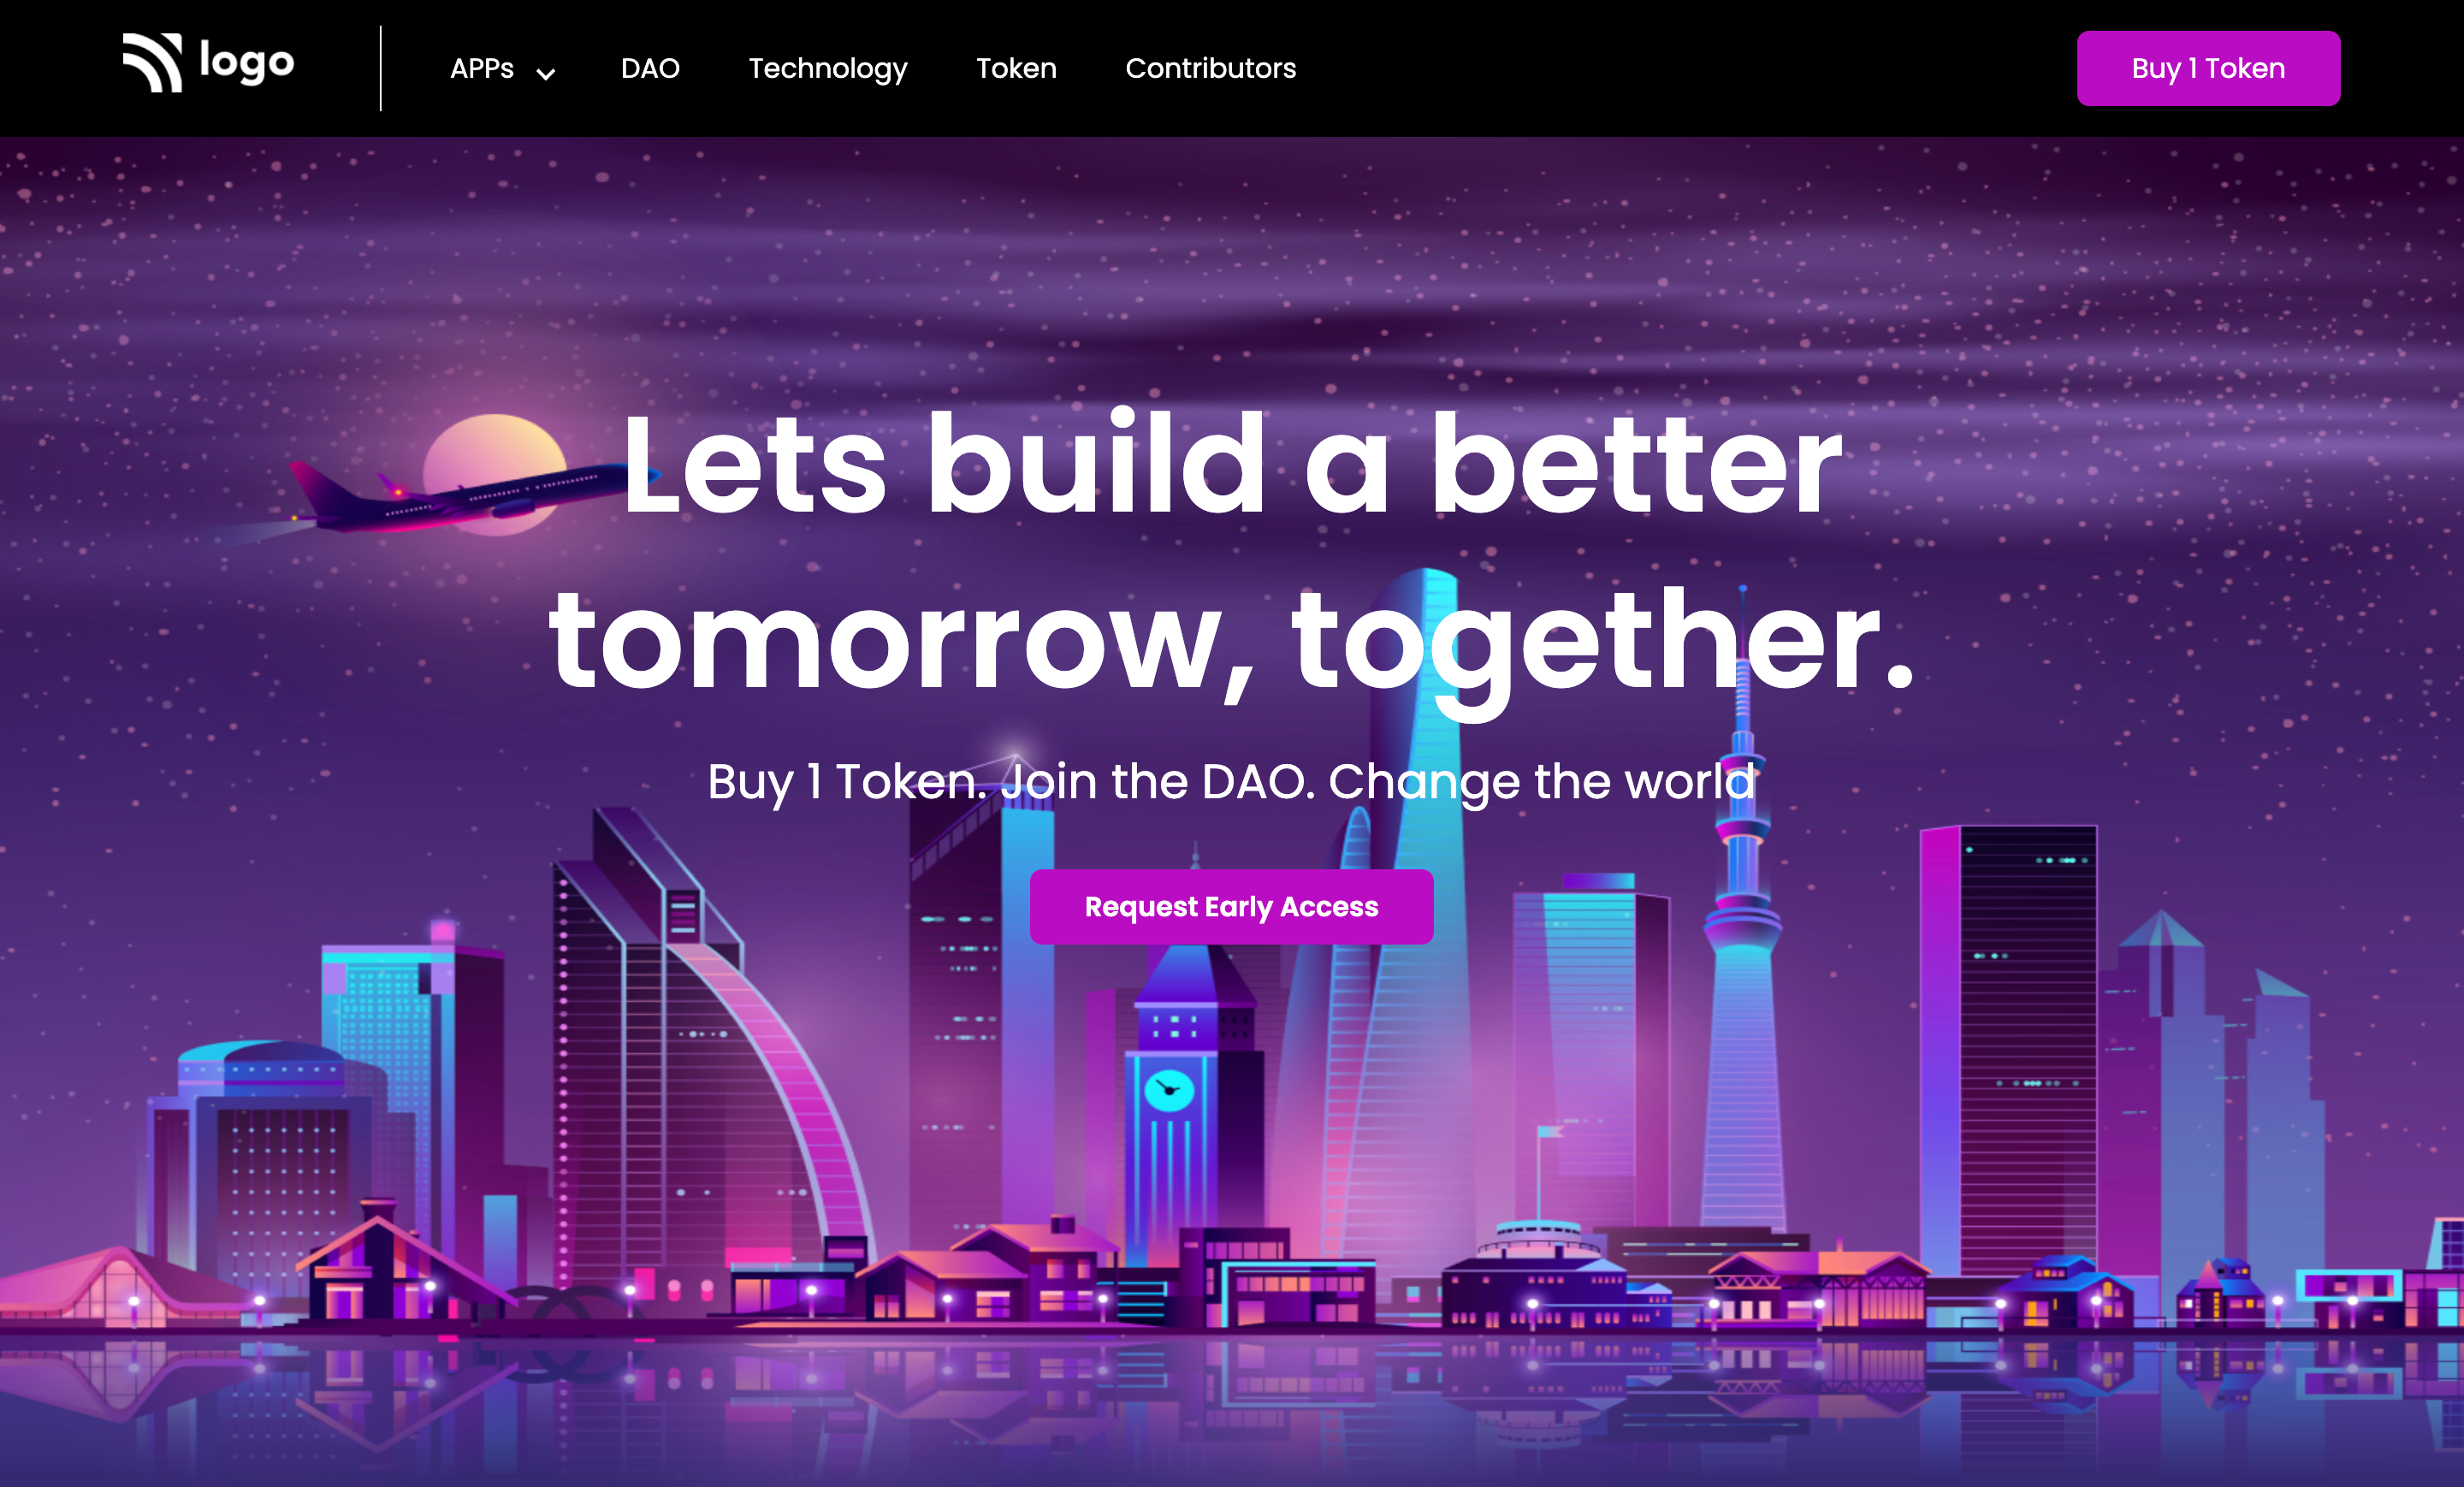 logo
APPs
DAO
Technology
Token
Contributors
Buy 1 Token
Lets build a better
tomorrow, together.
Buy 1 Token. Join the DAO. Change the world
Request Early Access